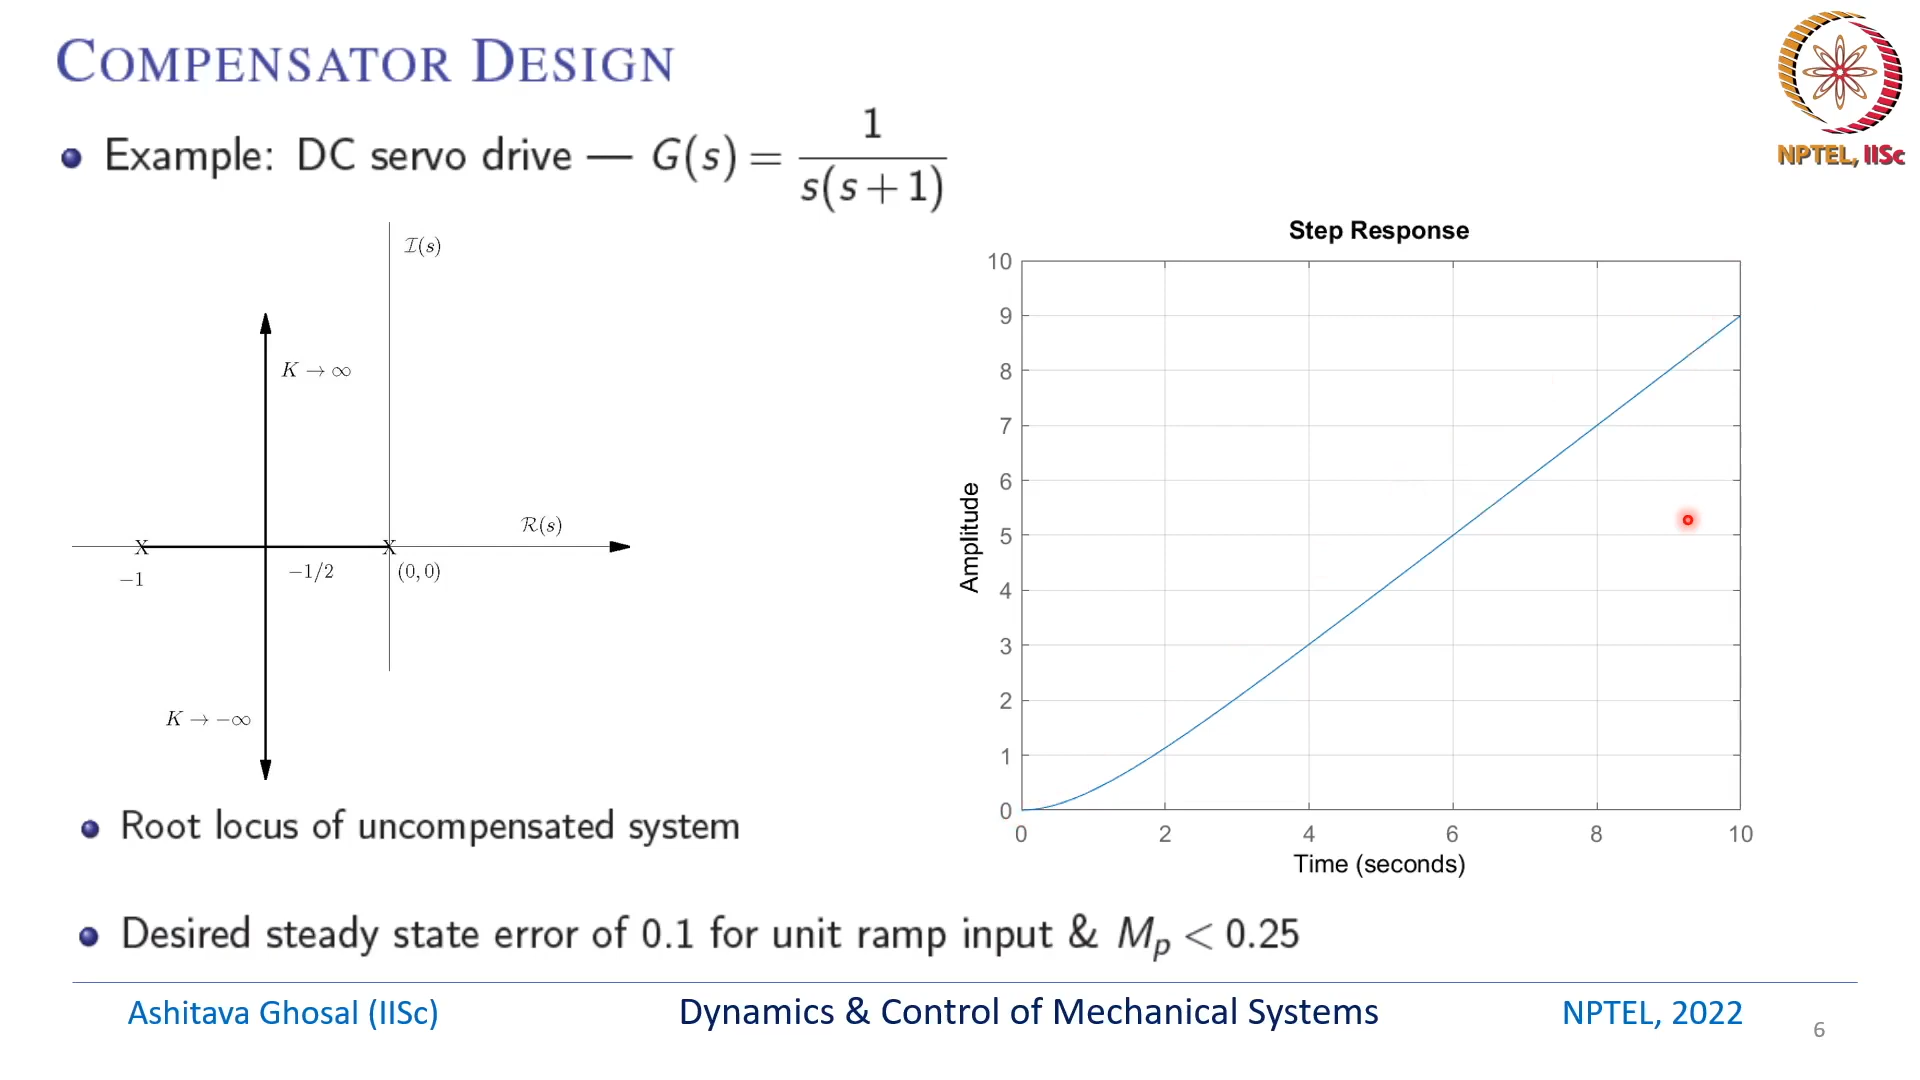 COMPENSATOR DESIGN
NPTEL, IISc
Example: DC servo drive — G(s) = 1 / s(s+1)
I(s)
K → ∞
R(s)
X
X
−1
−1/2
(0,0)
K → −∞
Step Response
Amplitude
10
9
8
7
6
5
4
3
2
1
0
0 2 4 6 8 10
Time (seconds)
Root locus of uncompensated system
Desired steady state error of 0.1 for unit ramp input & Mp < 0.25
Ashitava Ghosal (IISc) Dynamics & Control of Mechanical Systems NPTEL, 2022 6